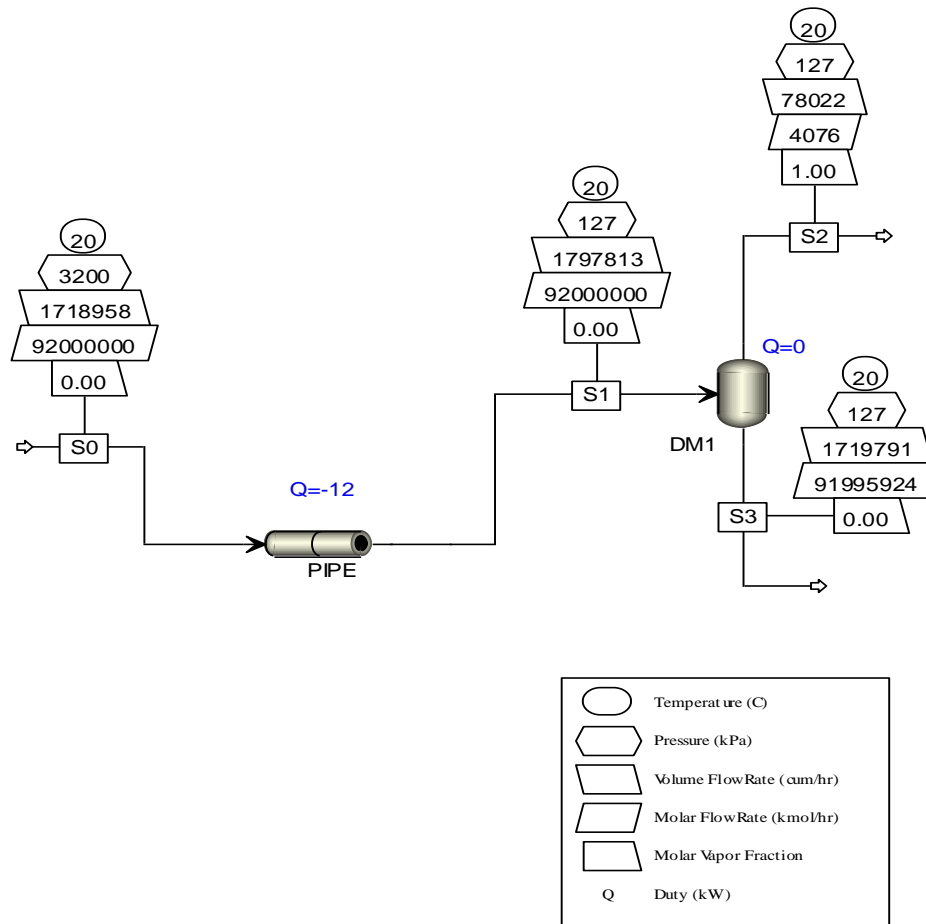 20
127
78022
4076
1.00
S2
20
127
1797813
92000000
0.00
S1
20
3200
1718958
92000000
0.00
S0
Q=0
DM1
20
127
1719791
91995924
0.00
S3
Q=-12
PIPE
Temperature (C)
Pressure (kPa)
Volume FlowRate (cum/hr)
Molar FlowRate (kmol/hr)
Molar Vapor Fraction
Q Duty (kW)